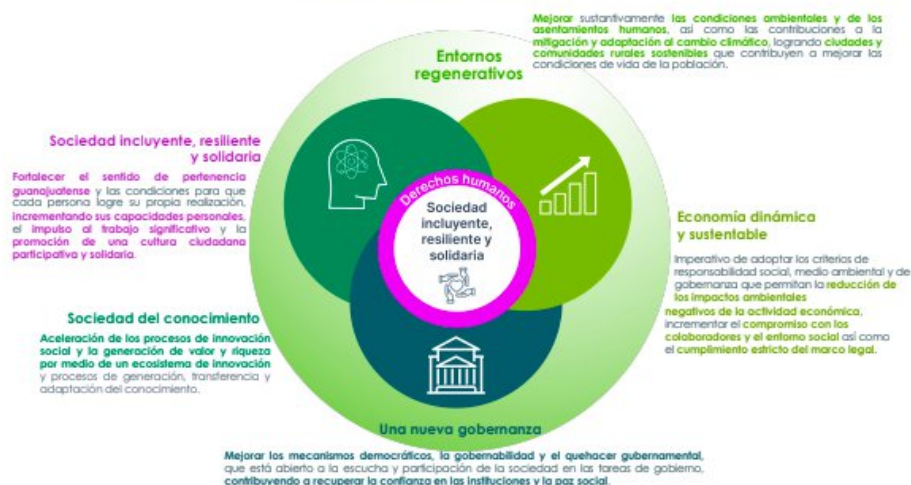 Mejorar sustantivamente las condiciones ambientales y de los
asentamientos humanos, así como las contribuciones a la
mitigación y adaptación al cambio climático, logrando ciudades y
comunidades rurales sostenibles que contribuyen a mejorar las
condiciones de vida de la población.
Entornos
regenerativos
Sociedad incluyente, resiliente
y solidaria
Fortalecer el sentido de pertenencia
guanajuatense y las condiciones para que
cada persona logre su propia realización,
incrementando sus capacidades personales,
el impulso al trabajo significativo y la
promoción de una cultura ciudadana
participativa y solidaria.
Derechos humanos
Sociedad
incluyente,
resiliente y
solidaria
Economía dinámica
y sustentable
Imperativo de adoptar los criterios de
responsabilidad social, medio ambiental y de
gobernanza que permitan la reducción de
los impactos ambientales
negativos de la actividad económica,
incrementar el compromiso con los
colaboradores y el entorno social así como
el cumplimiento estricto del marco legal.
Sociedad del conocimiento
Aceleración de los procesos de innovación
social y la generación de valor y riqueza
por medio de un ecosistema de innovación
y procesos de generación, transferencia y
adaptación del conocimiento.
Una nueva gobernanza
Mejorar los mecanismos democráticos, la gobernabilidad y el quehacer gubernamental,
que está abierto a la escucha y participación de la sociedad en las tareas de gobierno,
contribuyendo a recuperar la confianza en las instituciones y la paz social.